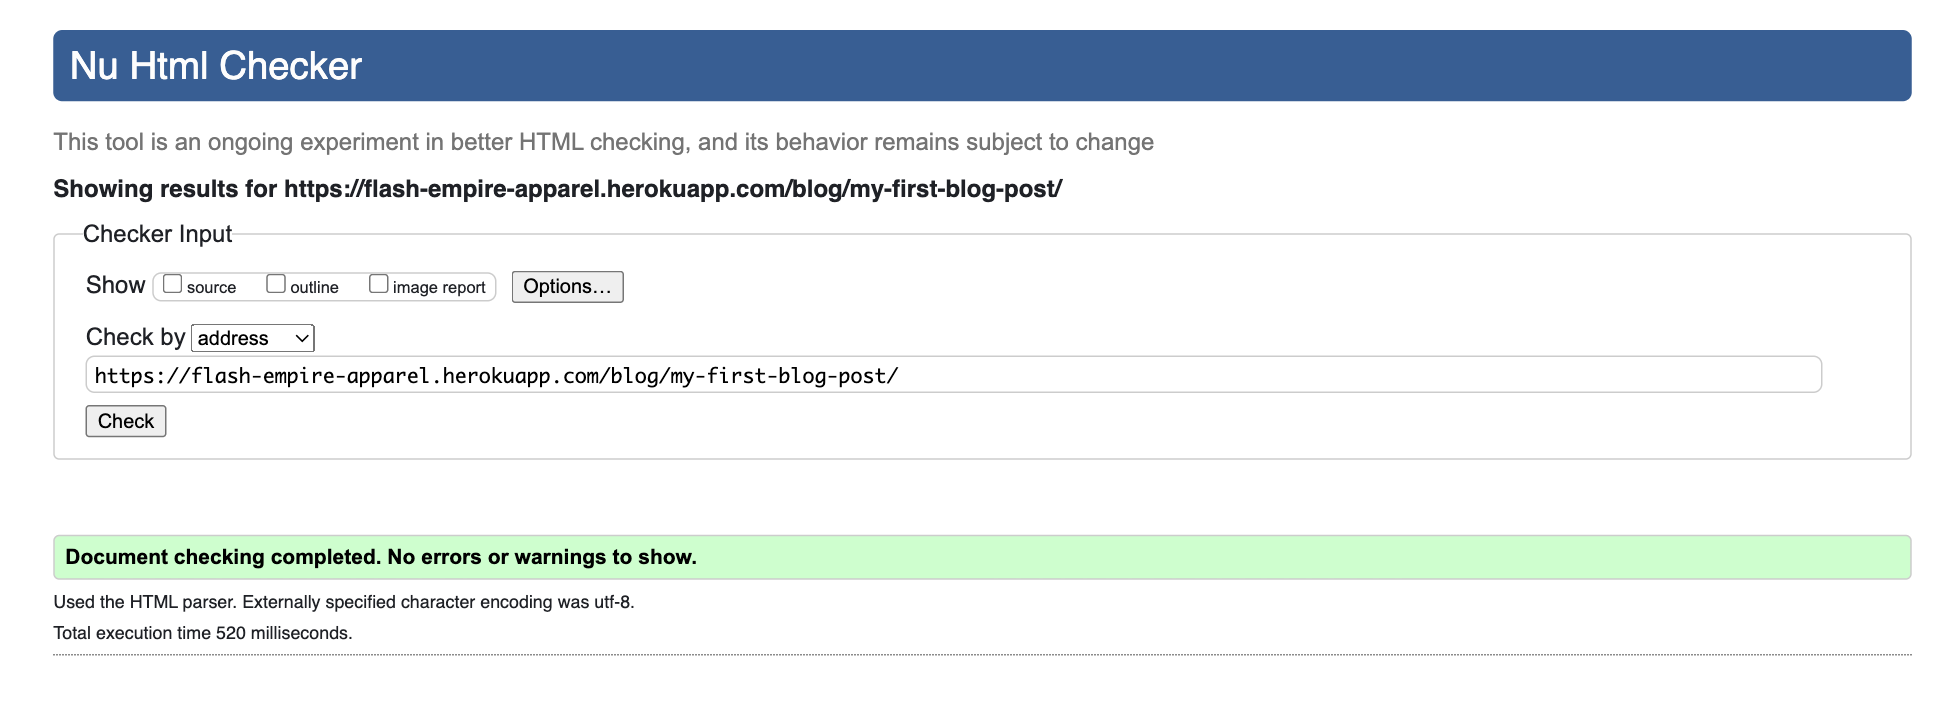 Nu Html Checker
This tool is an ongoing experiment in better HTML checking, and its behavior remains subject to change
Showing results for https://flash-empire-apparel.herokuapp.com/blog/my-first-blog-post/
Checker Input
Show source outline image report Options...
Check by address
https://flash-empire-apparel.herokuapp.com/blog/my-first-blog-post/
Check
Document checking completed. No errors or warnings to show.
Used the HTML parser. Externally specified character encoding was utf-8.
Total execution time 520 milliseconds.